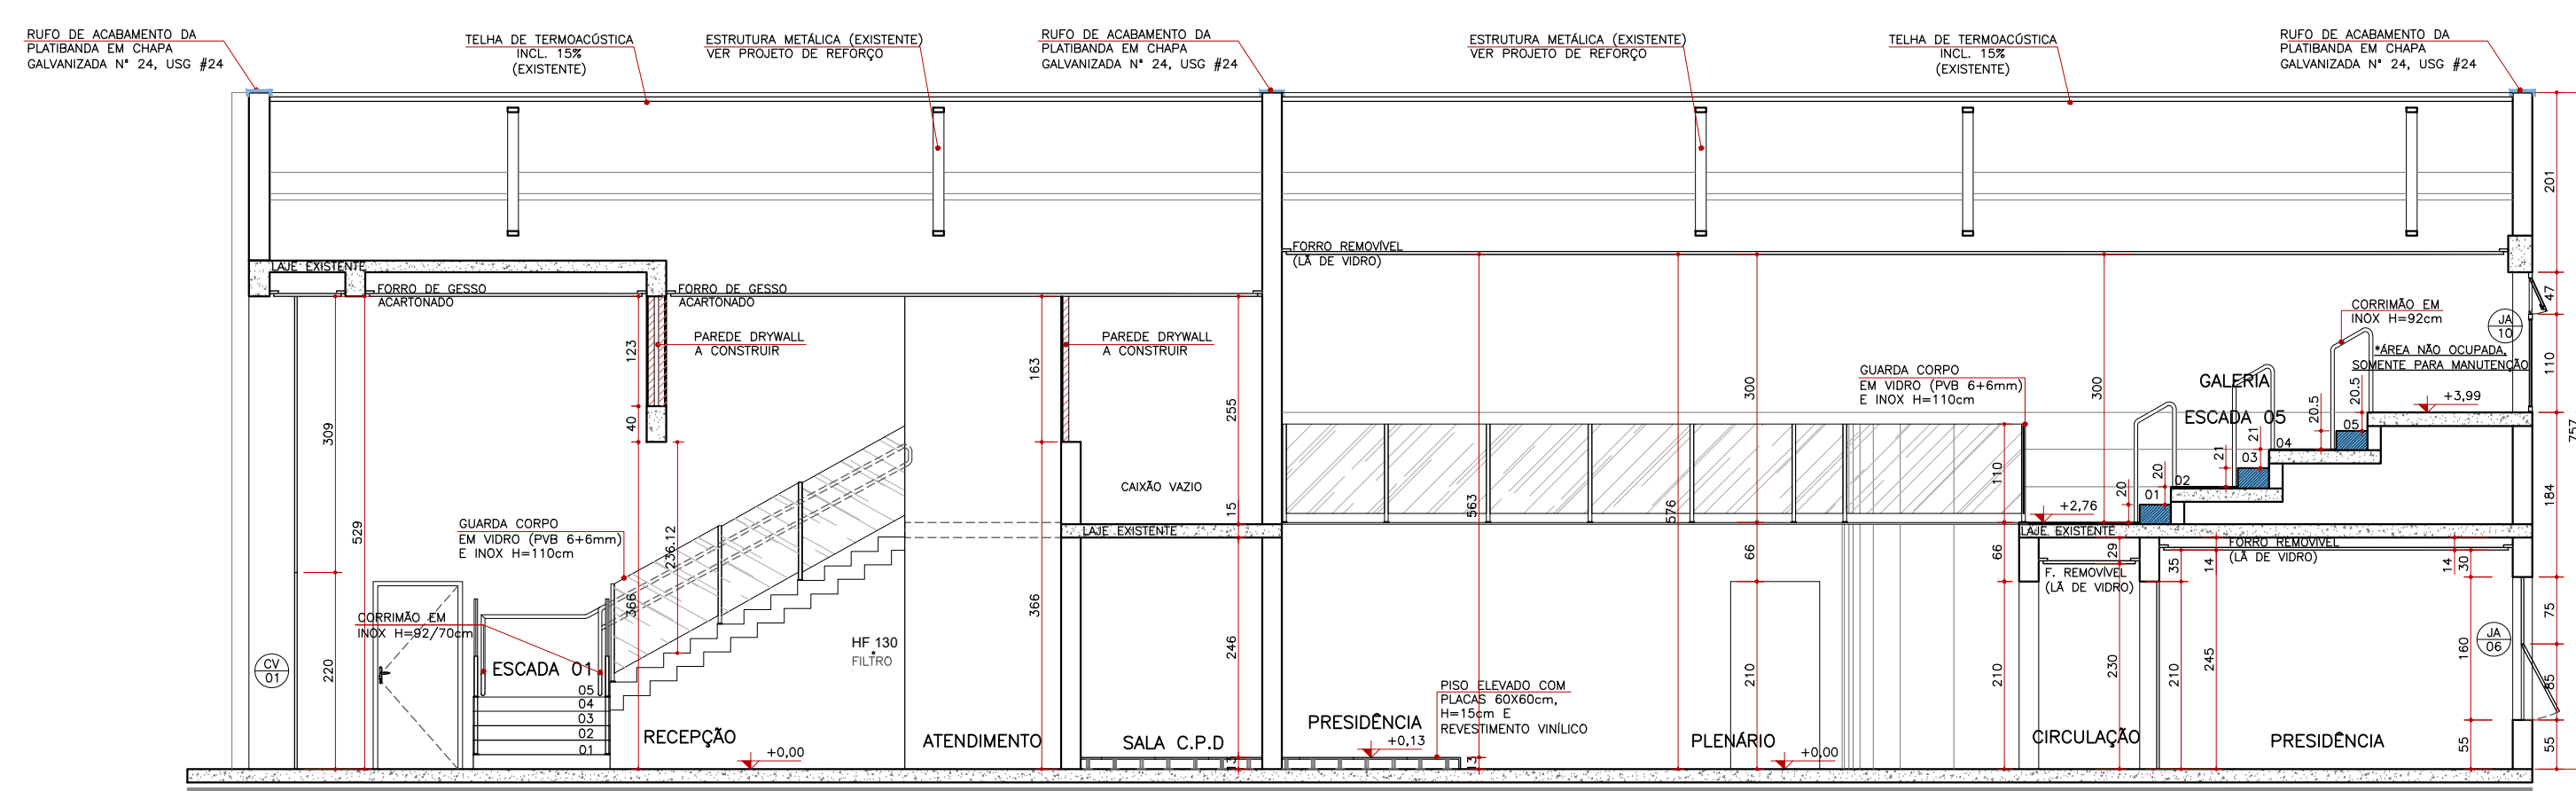 RUFO DE ACABAMENTO DA
PLATIBANDA EM CHAPA
GALVANIZADA N° 24, USG #24
TELHA DE TERMOACÚSTICA
INCL. 15%
(EXISTENTE)
ESTRUTURA METÁLICA (EXISTENTE)
VER PROJETO DE REFORÇO
RUFO DE ACABAMENTO DA
PLATIBANDA EM CHAPA
GALVANIZADA N° 24, USG #24
ESTRUTURA METÁLICA (EXISTENTE)
VER PROJETO DE REFORÇO
TELHA DE TERMOACÚSTICA
INCL. 15%
(EXISTENTE)
RUFO DE ACABAMENTO DA
PLATIBANDA EM CHAPA
GALVANIZADA N° 24, USG #24
LAJE EXISTENTE
FORRO DE GESSO
ACARTONADO
FORRO DE GESSO
ACARTONADO
PAREDE DRYWALL
A CONSTRUIR
PAREDE DRYWALL
A CONSTRUIR
123
40
309
529
220
366
236.12
163
366
255
15
246
13
GUARDA CORPO
EM VIDRO (PVB 6+6mm)
E INOX H=110cm
CORRIMÃO EM
INOX H=92/70cm
CV
01
ESCADA 01
05
04
03
02
01
RECEPÇÃO
+0,00
HF 130
FILTRO
ATENDIMENTO
CAIXÃO VAZIO
LAJE EXISTENTE
SALA C.P.D
FORRO REMOVÍVEL
(LÃ DE VIDRO)
563
13
576
300
66
210
PRESIDÊNCIA
+0,13
PISO ELEVADO COM
PLACAS 60X60cm,
H=15cm E
REVESTIMENTO VINÍLICO
PLENÁRIO
+0,00
GUARDA CORPO
EM VIDRO (PVB 6+6mm)
E INOX H=110cm
110
66
210
300
CORRIMÃO EM
INOX H=92cm
JA
10
*ÁREA NÃO OCUPADA,
SOMENTE PARA MANUTENÇÃO
GALERIA
ESCADA 05
+3,99
+2,76
20
20
21
21
20.5
20.5
01
02
03
04
05
LAJE EXISTENTE
FORRO REMOVÍVEL
(LÃ DE VIDRO)
F. REMOVÍVEL
(LÃ DE VIDRO)
29
230
35
210
14
245
14
30
160
55
CIRCULAÇÃO
PRESIDÊNCIA
JA
06
201
47
110
184
75
85
55
757